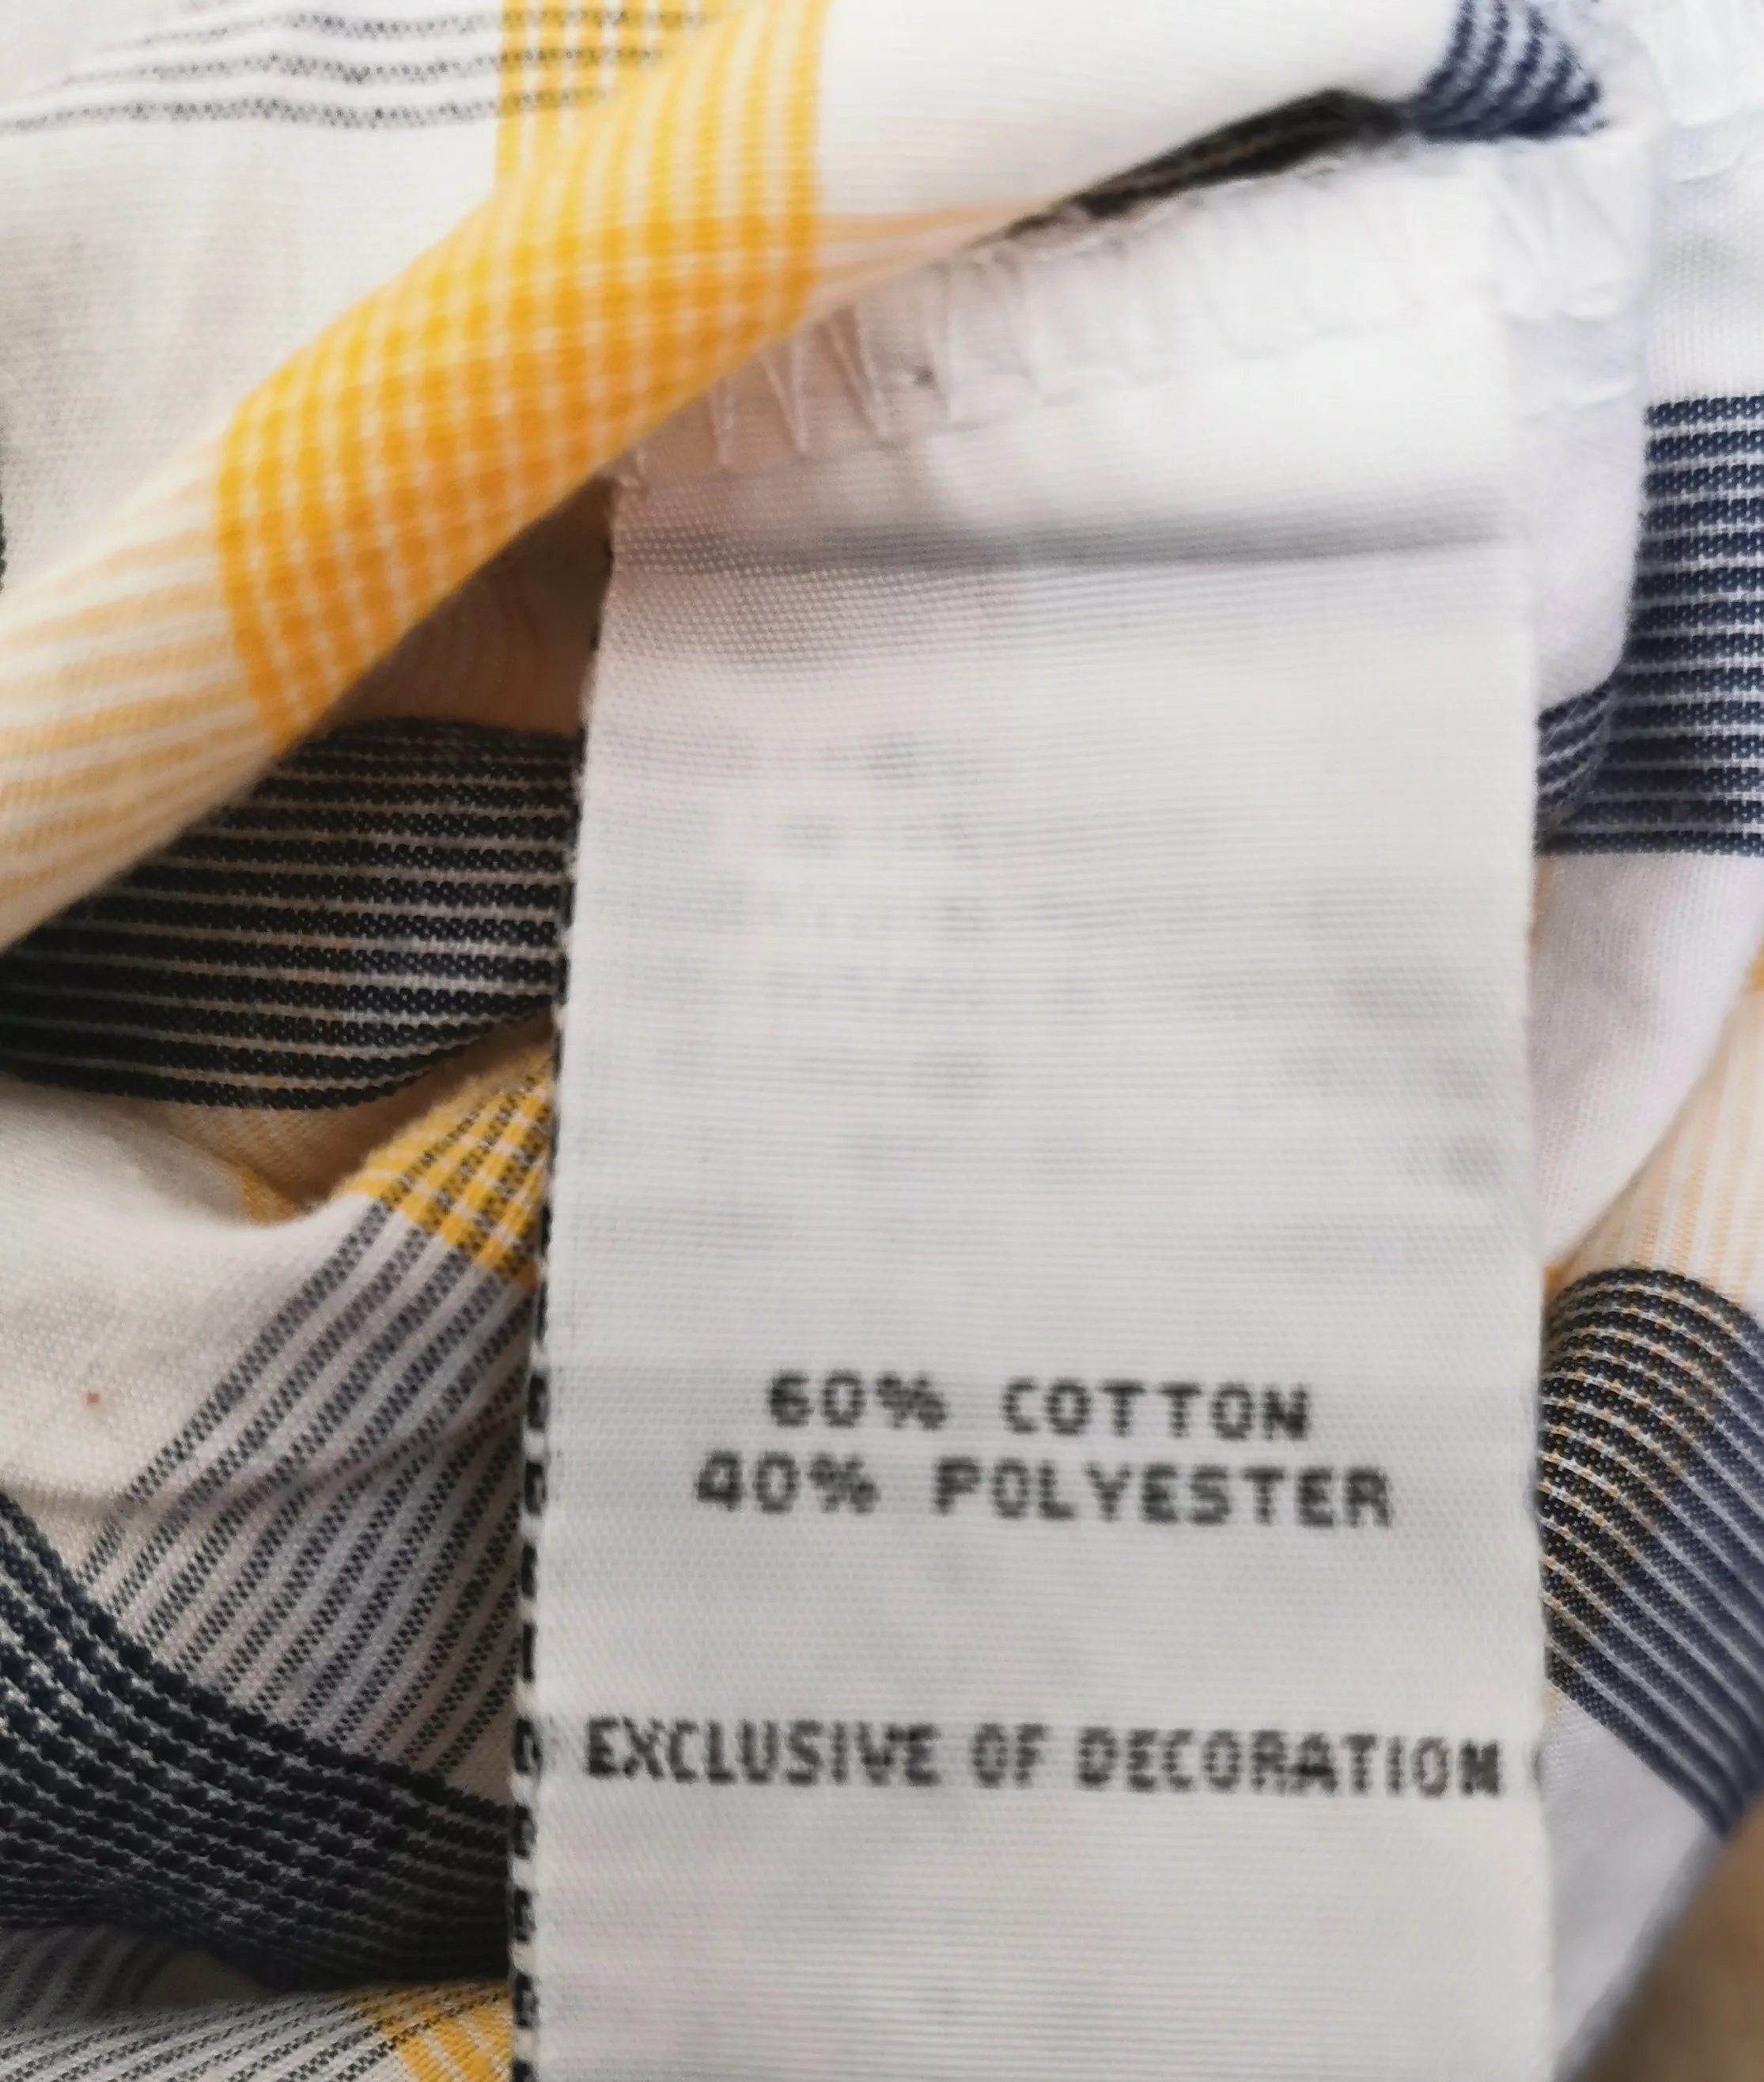 60% COTTON
40% POLYESTER
EXCLUSIVE OF DECORATION